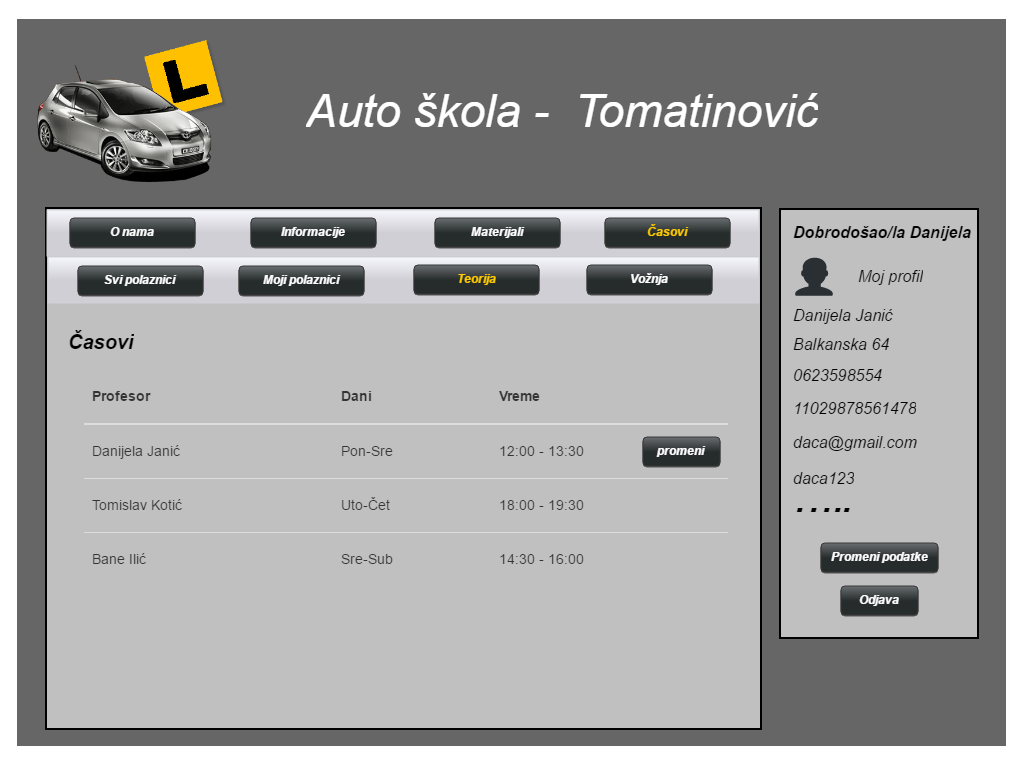 L
Auto škola - Tomatinović
O nama Informacije Materijali Časovi
Svi polaznici Moji polaznici Teorija Vožnja
Časovi
Profesor Dani Vreme
Danijela Janić Pon-Sre 12:00 - 13:30 promeni
Tomislav Kotić Uto-Čet 18:00 - 19:30
Bane Ilić Sre-Sub 14:30 - 16:00
Dobrodošao/la Danijela
Moj profil
Danijela Janić
Balkanska 64
0623598554
11029878561478
daca@gmail.com
daca123
.....
Promeni podatke
Odjava